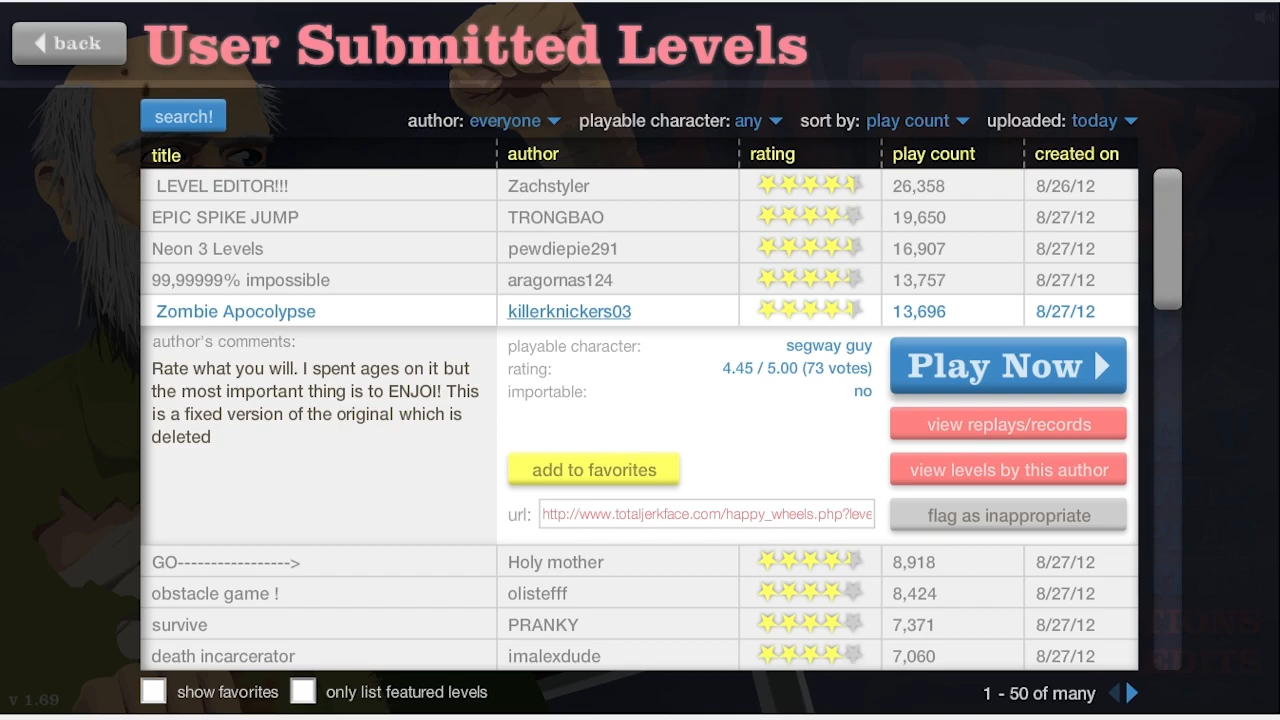 back
User Submitted Levels
search!
author: everyone playable character: any sort by: play count uploaded: today
title author rating play count created on
LEVEL EDITOR!!! Zachstyler 26,358 8/26/12
EPIC SPIKE JUMP TRONGBAO 19,650 8/27/12
Neon 3 Levels pewdiepie291 16,907 8/27/12
99,99999% impossible aragornas124 13,757 8/27/12
Zombie Apocolypse killerknickers03 13,696 8/27/12
author's comments:
Rate what you will. I spent ages on it but
the most important thing is to ENJOI! This
is a fixed version of the original which is
deleted
playable character: segway guy
rating: 4.45 / 5.00 (73 votes)
importable: no
add to favorites
url: http://www.totaljerkface.com/happy_wheels.php?leve
Play Now
view replays/records
view levels by this author
flag as inappropriate
GO-----------------> Holy mother 8,918 8/27/12
obstacle game ! olistefff 8,424 8/27/12
survive PRANKY 7,371 8/27/12
death incarcerator imalexdude 7,060 8/27/12
show favorites only list featured levels 1 - 50 of many
v 1.69